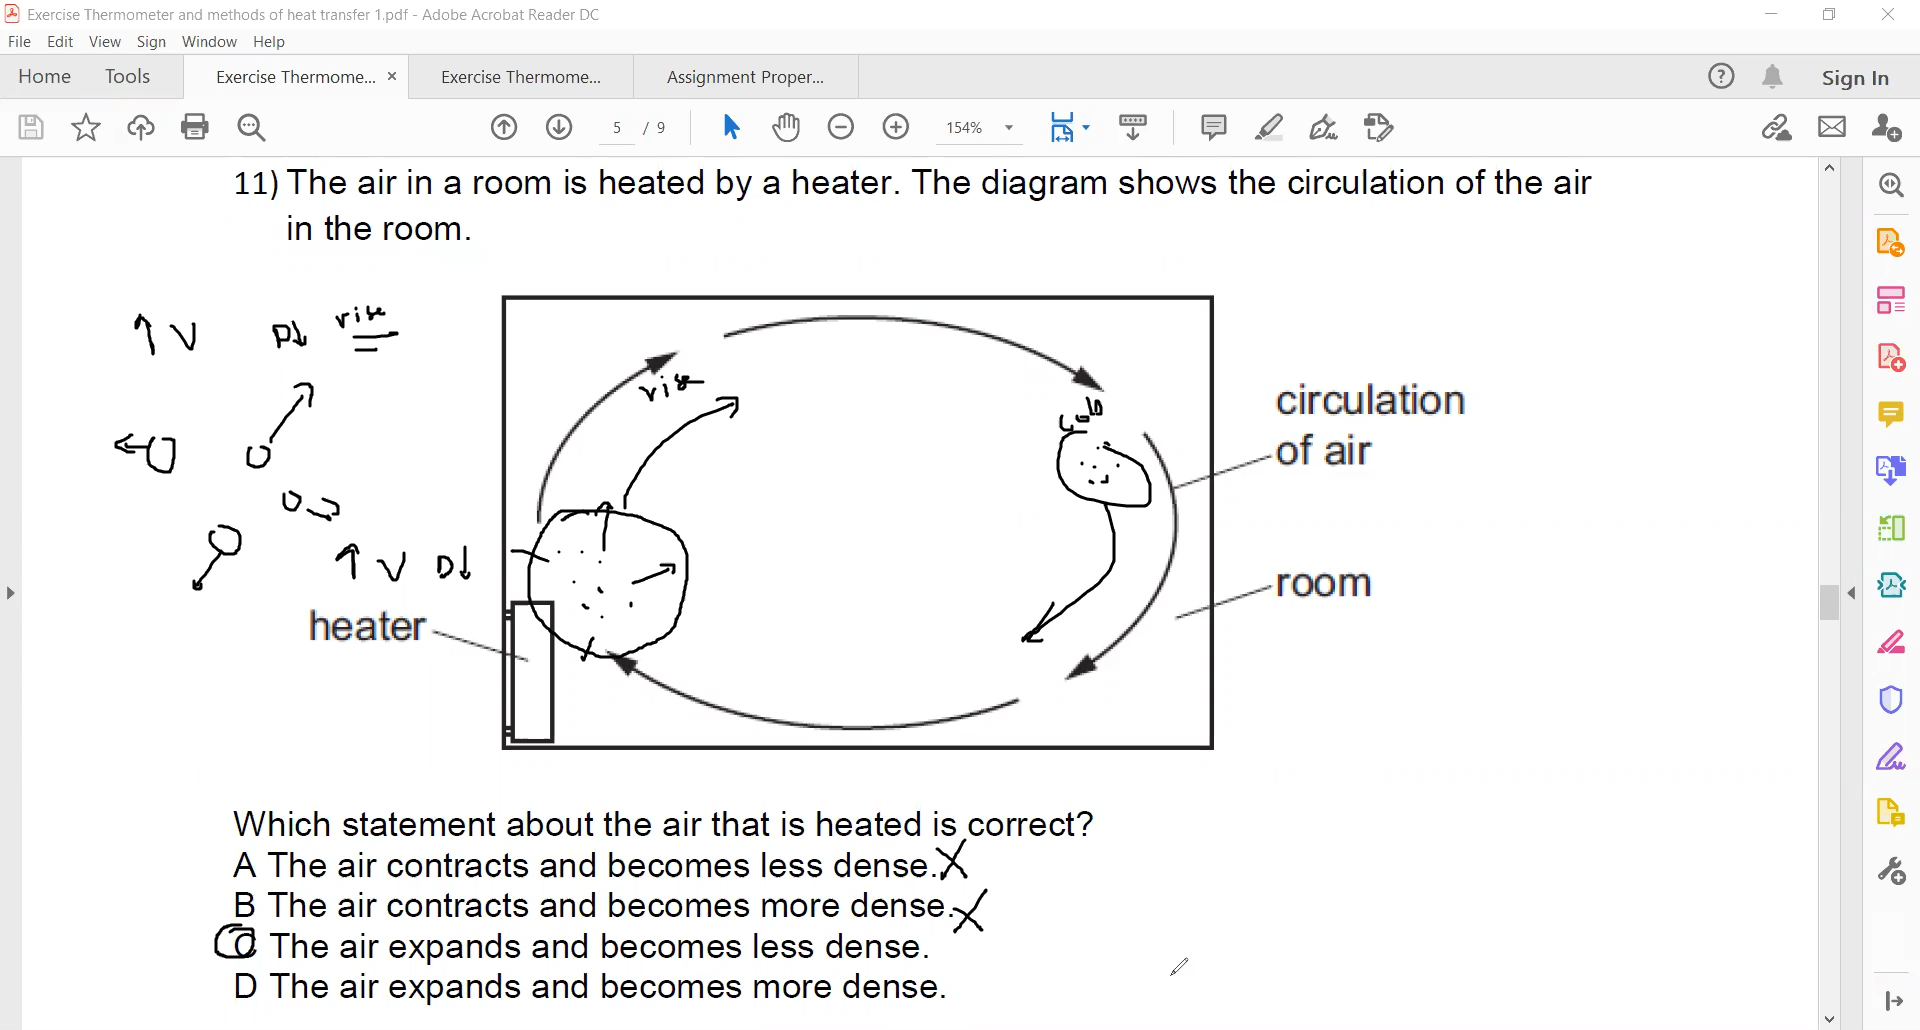 Exercise Thermometer and methods of heat transfer 1.pdf - Adobe Acrobat Reader DC
File Edit View Sign Window Help
Home Tools Exercise Thermome... × Exercise Thermome... Assignment Proper... Sign In
5 / 9 154%
11) The air in a room is heated by a heater. The diagram shows the circulation of the air
in the room.
↑ V D↓ rise
rise
cold
circulation
of air
↑ V D↓
room
heater
Which statement about the air that is heated is correct?
A The air contracts and becomes less dense. X
B The air contracts and becomes more dense. X
C The air expands and becomes less dense.
D The air expands and becomes more dense.